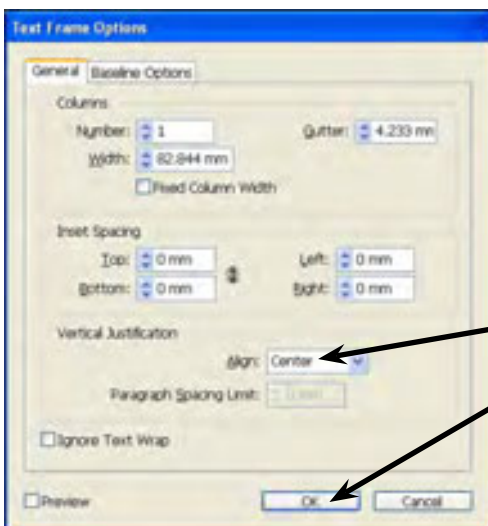 Text Frame Options
General Baseline Options
Columns
Number: 1 Gutter: 4.233 mm
Width: 82.844 mm
Fixed Column Width
Inset Spacing
Top: 0 mm Left: 0 mm
Bottom: 0 mm Right: 0 mm
Vertical Justification
Align: Center
Paragraph Spacing Limit:
Ignore Text Wrap
Preview OK Cancel